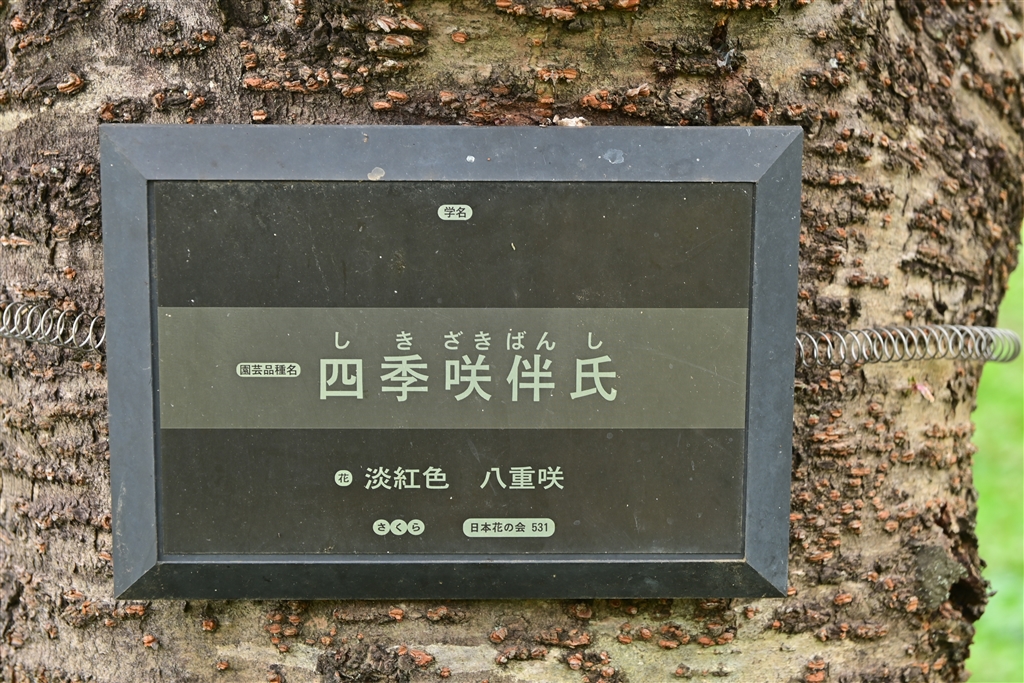 学名
しきざきばんし
園芸品種名 四季咲伴氏
花 淡紅色 八重咲
さくら 日本花の会 531